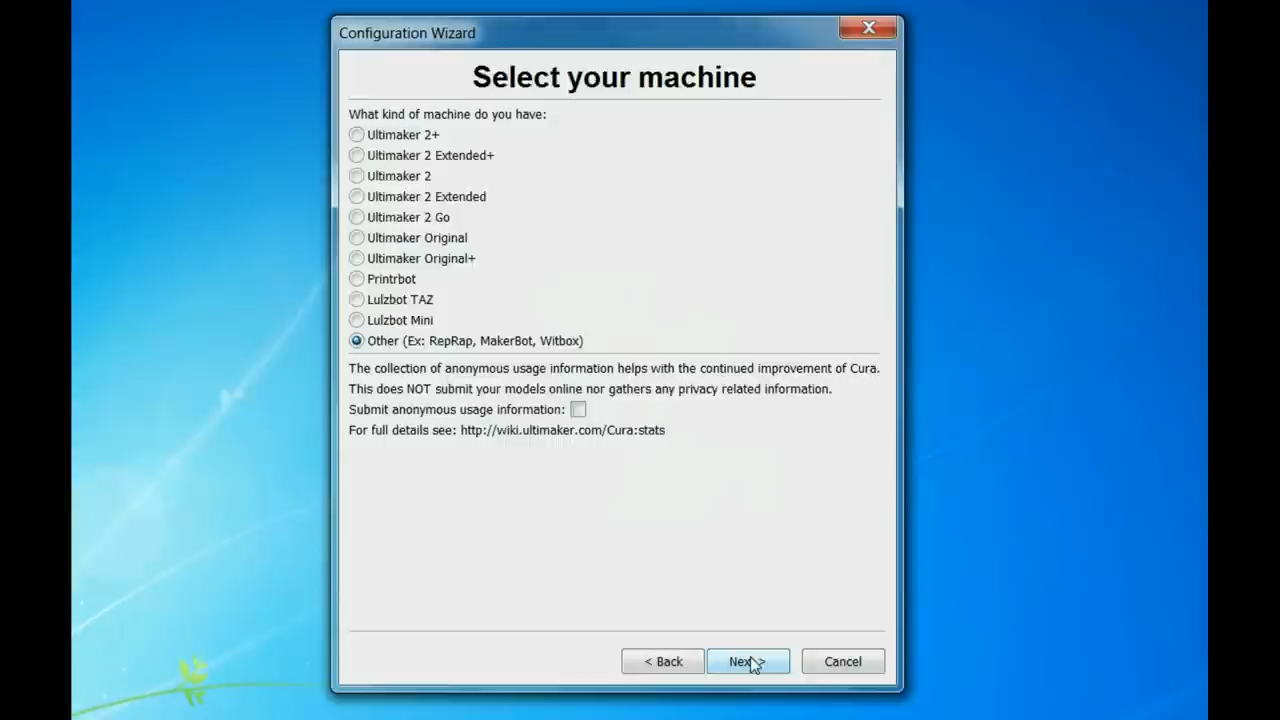 Configuration Wizard
Select your machine
What kind of machine do you have:
Ultimaker 2+
Ultimaker 2 Extended+
Ultimaker 2
Ultimaker 2 Extended
Ultimaker 2 Go
Ultimaker Original
Ultimaker Original+
Printrbot
Lulzbot TAZ
Lulzbot Mini
Other (Ex: RepRap, MakerBot, Witbox)
The collection of anonymous usage information helps with the continued improvement of Cura.
This does NOT submit your models online nor gathers any privacy related information.
Submit anonymous usage information:
For full details see: http://wiki.ultimaker.com/Cura:stats
< Back Next > Cancel